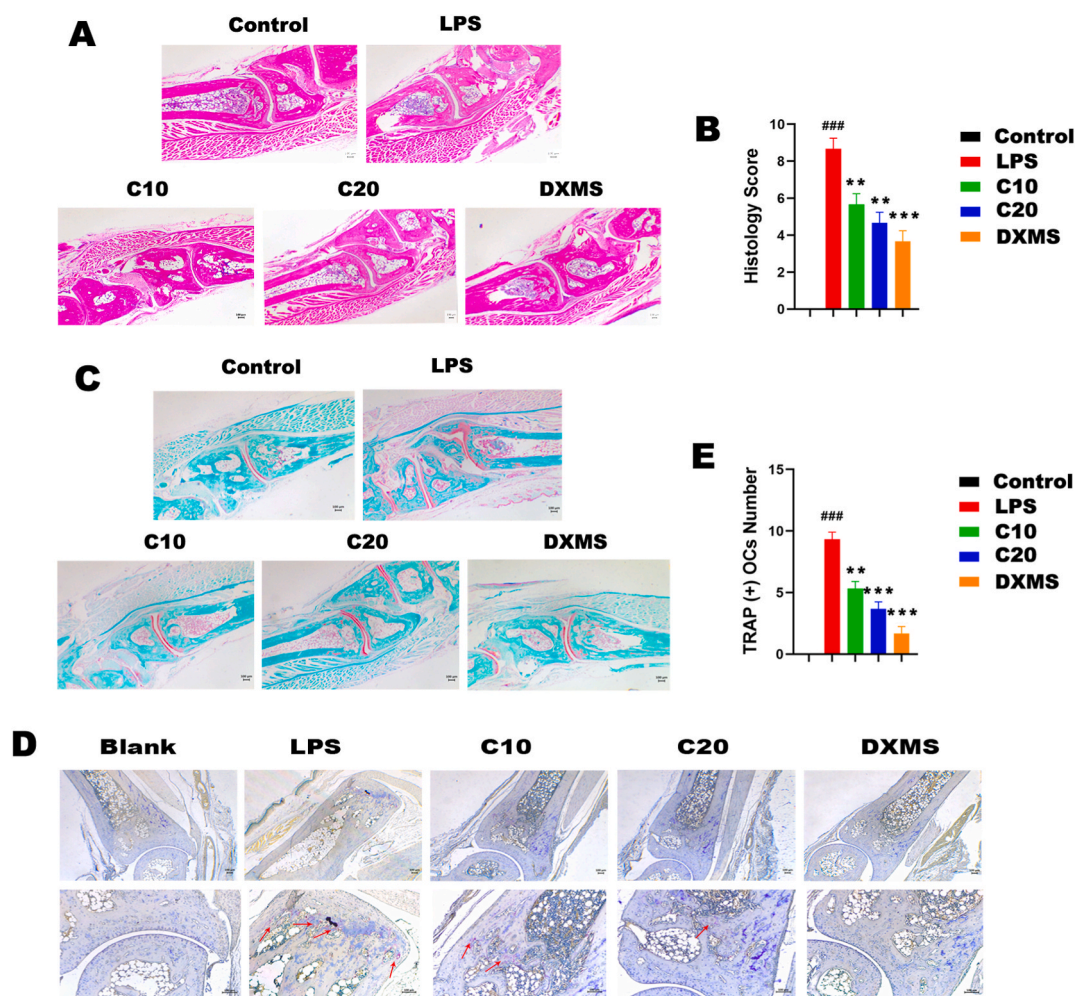 A
Control
LPS
C10
C20
DXMS
B
Histology Score
10
8
6
4
2
0
###
**
**
***
Control
LPS
C10
C20
DXMS
C
Control
LPS
C10
C20
DXMS
E
TRAP (+) OCs Number
15
10
5
0
###
**
***
***
Control
LPS
C10
C20
DXMS
D
Blank
LPS
C10
C20
DXMS